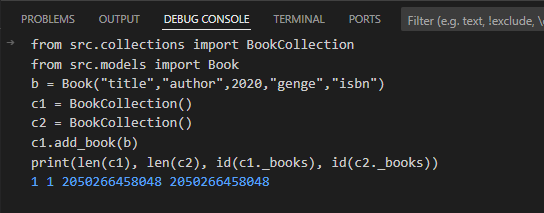 PROBLEMS OUTPUT DEBUG CONSOLE TERMINAL PORTS Filter (e.g. text, !exclude, \
from src.collections import BookCollection
from src.models import Book
b = Book("title","author",2020,"genge","isbn")
c1 = BookCollection()
c2 = BookCollection()
c1.add_book(b)
print(len(c1), len(c2), id(c1._books), id(c2._books))
1 1 2050266458048 2050266458048